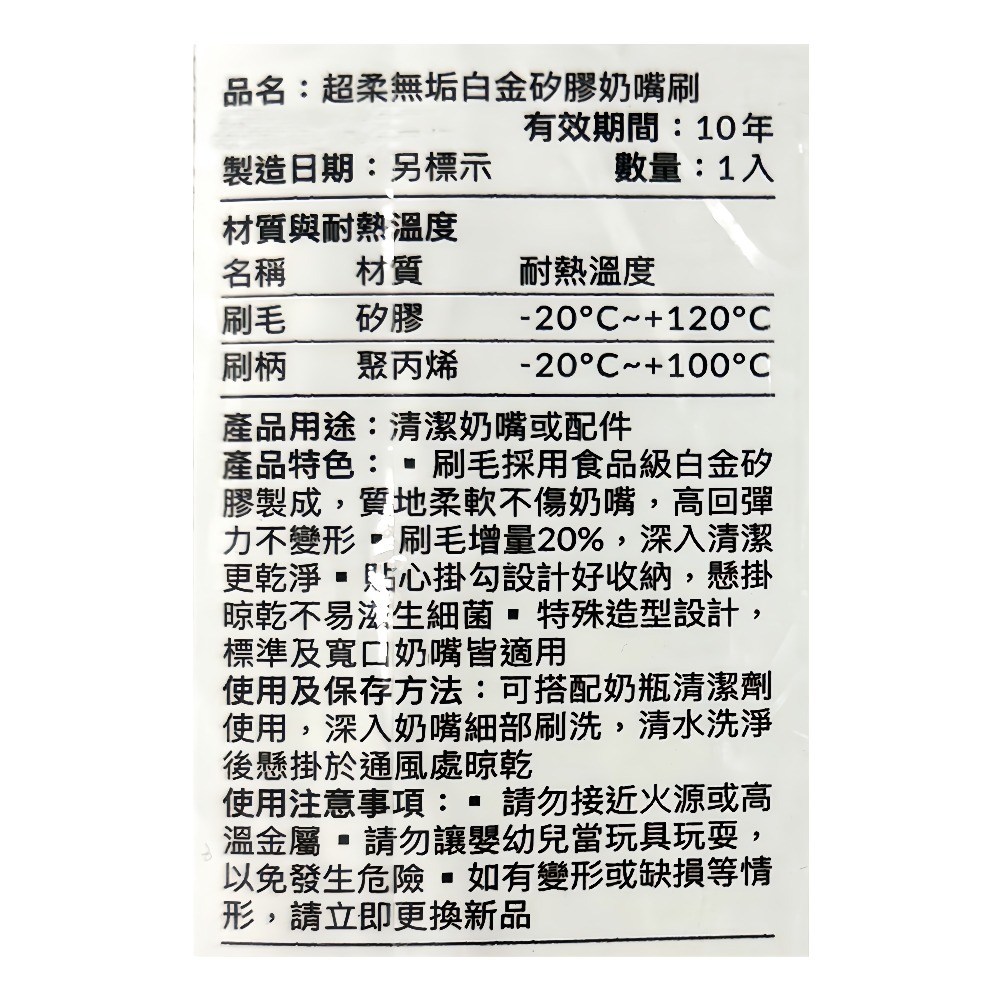 品名：超柔無垢白金矽膠奶嘴刷
有效期間：10年
製造日期：另標示 數量：1入
材質與耐熱溫度
名稱 材質 耐熱溫度
刷毛 矽膠 -20°C~+120°C
刷柄 聚丙烯 -20°C~+100°C
產品用途：清潔奶嘴或配件
產品特色：▪ 刷毛採用食品級白金矽
膠製成，質地柔軟不傷奶嘴，高回彈
力不變形 ▪ 刷毛增量20%，深入清潔
更乾淨 ▪ 貼心掛勾設計好收納，懸掛
晾乾不易滋生細菌 ▪ 特殊造型設計，
標準及寬口奶嘴皆適用
使用及保存方法：可搭配奶瓶清潔劑
使用，深入奶嘴細部刷洗，清水洗淨
後懸掛於通風處晾乾
使用注意事項：▪ 請勿接近火源或高
溫金屬 ▪ 請勿讓嬰幼兒當玩具玩耍，
以免發生危險 ▪ 如有變形或缺損等情
形，請立即更換新品